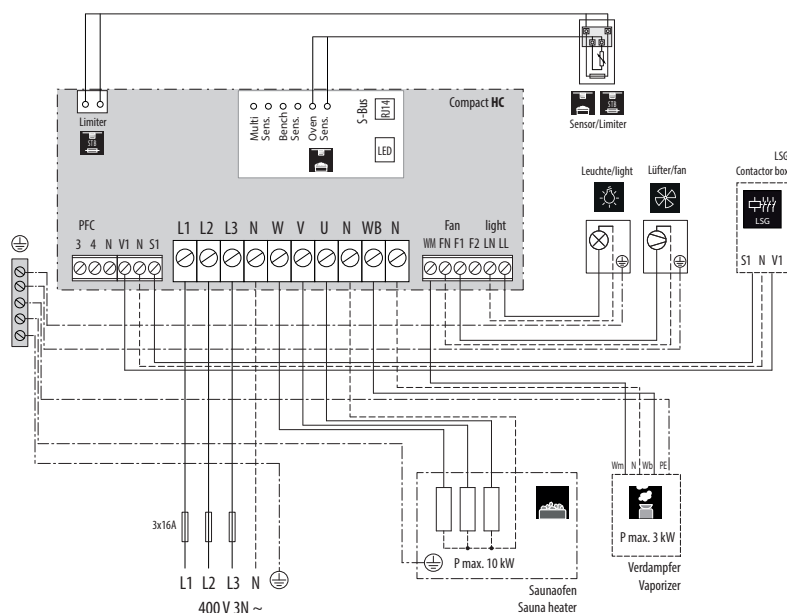 Compact HC
Limiter
STB
Multi
Sens.
Bench
Sens.
Oven
Sens.
S-Bus
RJ14
LED
STB
Sensor/Limiter
Leuchte/light
Lüfter/fan
LSG
Contactor box
LSG
S1 N V1
PFC
3 4 N V1 N S1
L1 L2 L3 N W V U N WB N
Fan light
WM FN F1 F2 LN LL
Wm N Wb PE
P max. 3 kW
Verdampfer
Vaporizer
3x16A
P max. 10 kW
Saunaofen
Sauna heater
L1 L2 L3 N
400 V 3N ~